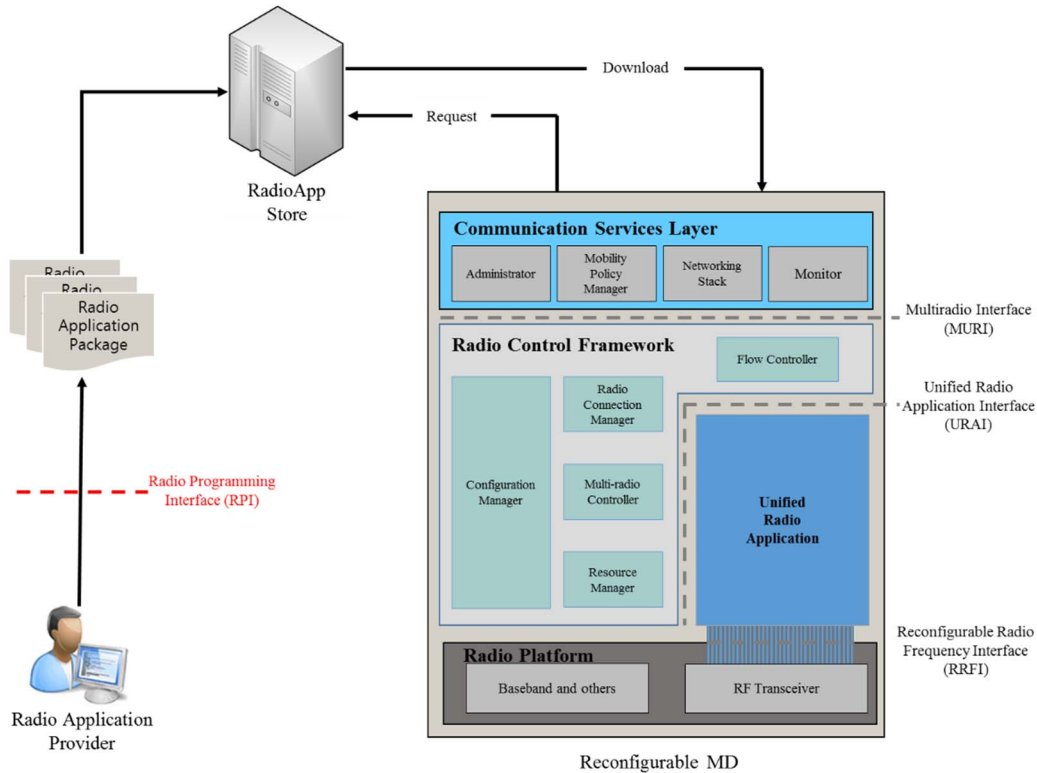 Download
Request
RadioApp
Store
Communication Services Layer
Administrator
Mobility
Policy
Manager
Networking
Stack
Monitor
Multiradio Interface
(MURI)
Radio
Radio
Radio
Application
Package
Radio Control Framework
Flow Controller
Radio
Connection
Manager
Unified Radio
Application Interface
(URAI)
Configuration
Manager
Multi-radio
Controller
Unified
Radio
Application
Radio Programming
Interface (RPI)
Resource
Manager
Reconfigurable Radio
Frequency Interface
(RRFI)
Radio Platform
Baseband and others
RF Transceiver
Radio Application
Provider
Reconfigurable MD